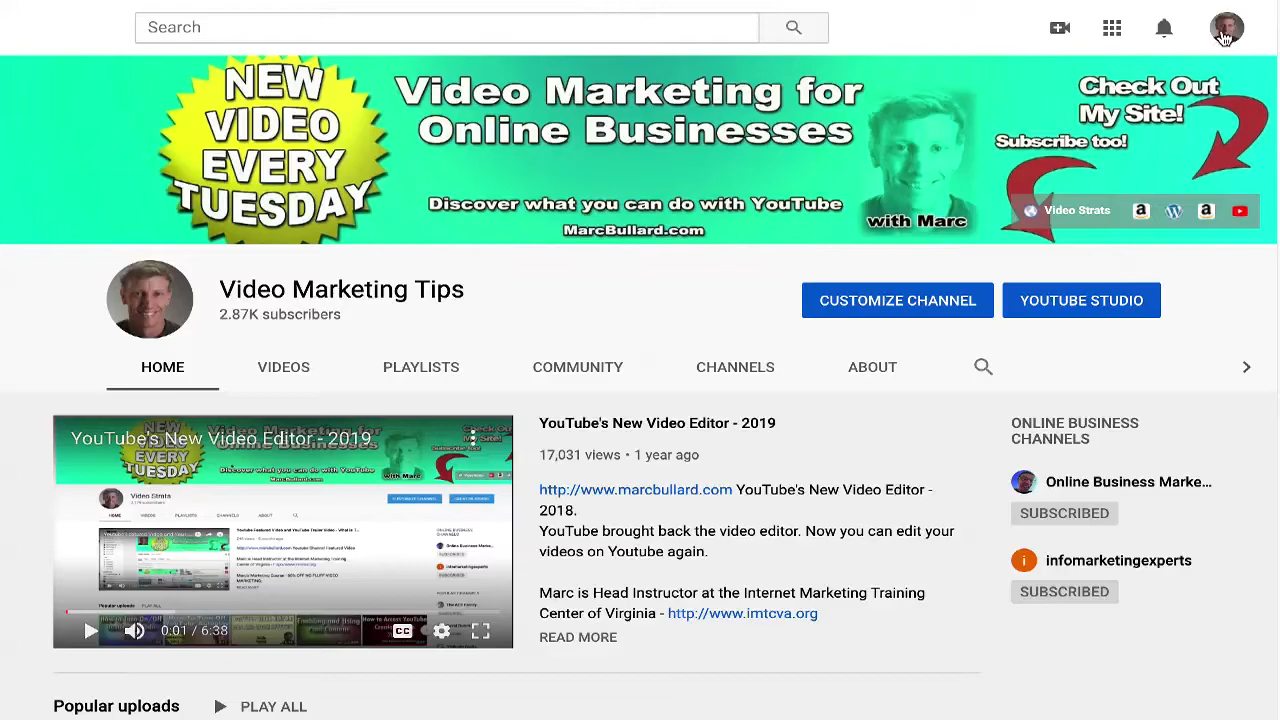 Search
NEW
VIDEO
EVERY
TUESDAY
Video Marketing for
Online Businesses
Discover what you can do with YouTube
MarcBullard.com
with Marc
Check Out
My Site!
Subscribe too!
Video Strats
Video Marketing Tips
2.87K subscribers
CUSTOMIZE CHANNEL
YOUTUBE STUDIO
HOME
VIDEOS
PLAYLISTS
COMMUNITY
CHANNELS
ABOUT
YouTube's New Video Editor - 2019
0:01 / 6:38
CC
YouTube's New Video Editor - 2019
17,031 views • 1 year ago
http://www.marcbullard.com YouTube's New Video Editor -
2018.
YouTube brought back the video editor. Now you can edit your
videos on Youtube again.
Marc is Head Instructor at the Internet Marketing Training
Center of Virginia - http://www.imtcva.org
READ MORE
ONLINE BUSINESS
CHANNELS
Online Business Marke...
SUBSCRIBED
infomarketingexperts
SUBSCRIBED
Popular uploads
PLAY ALL